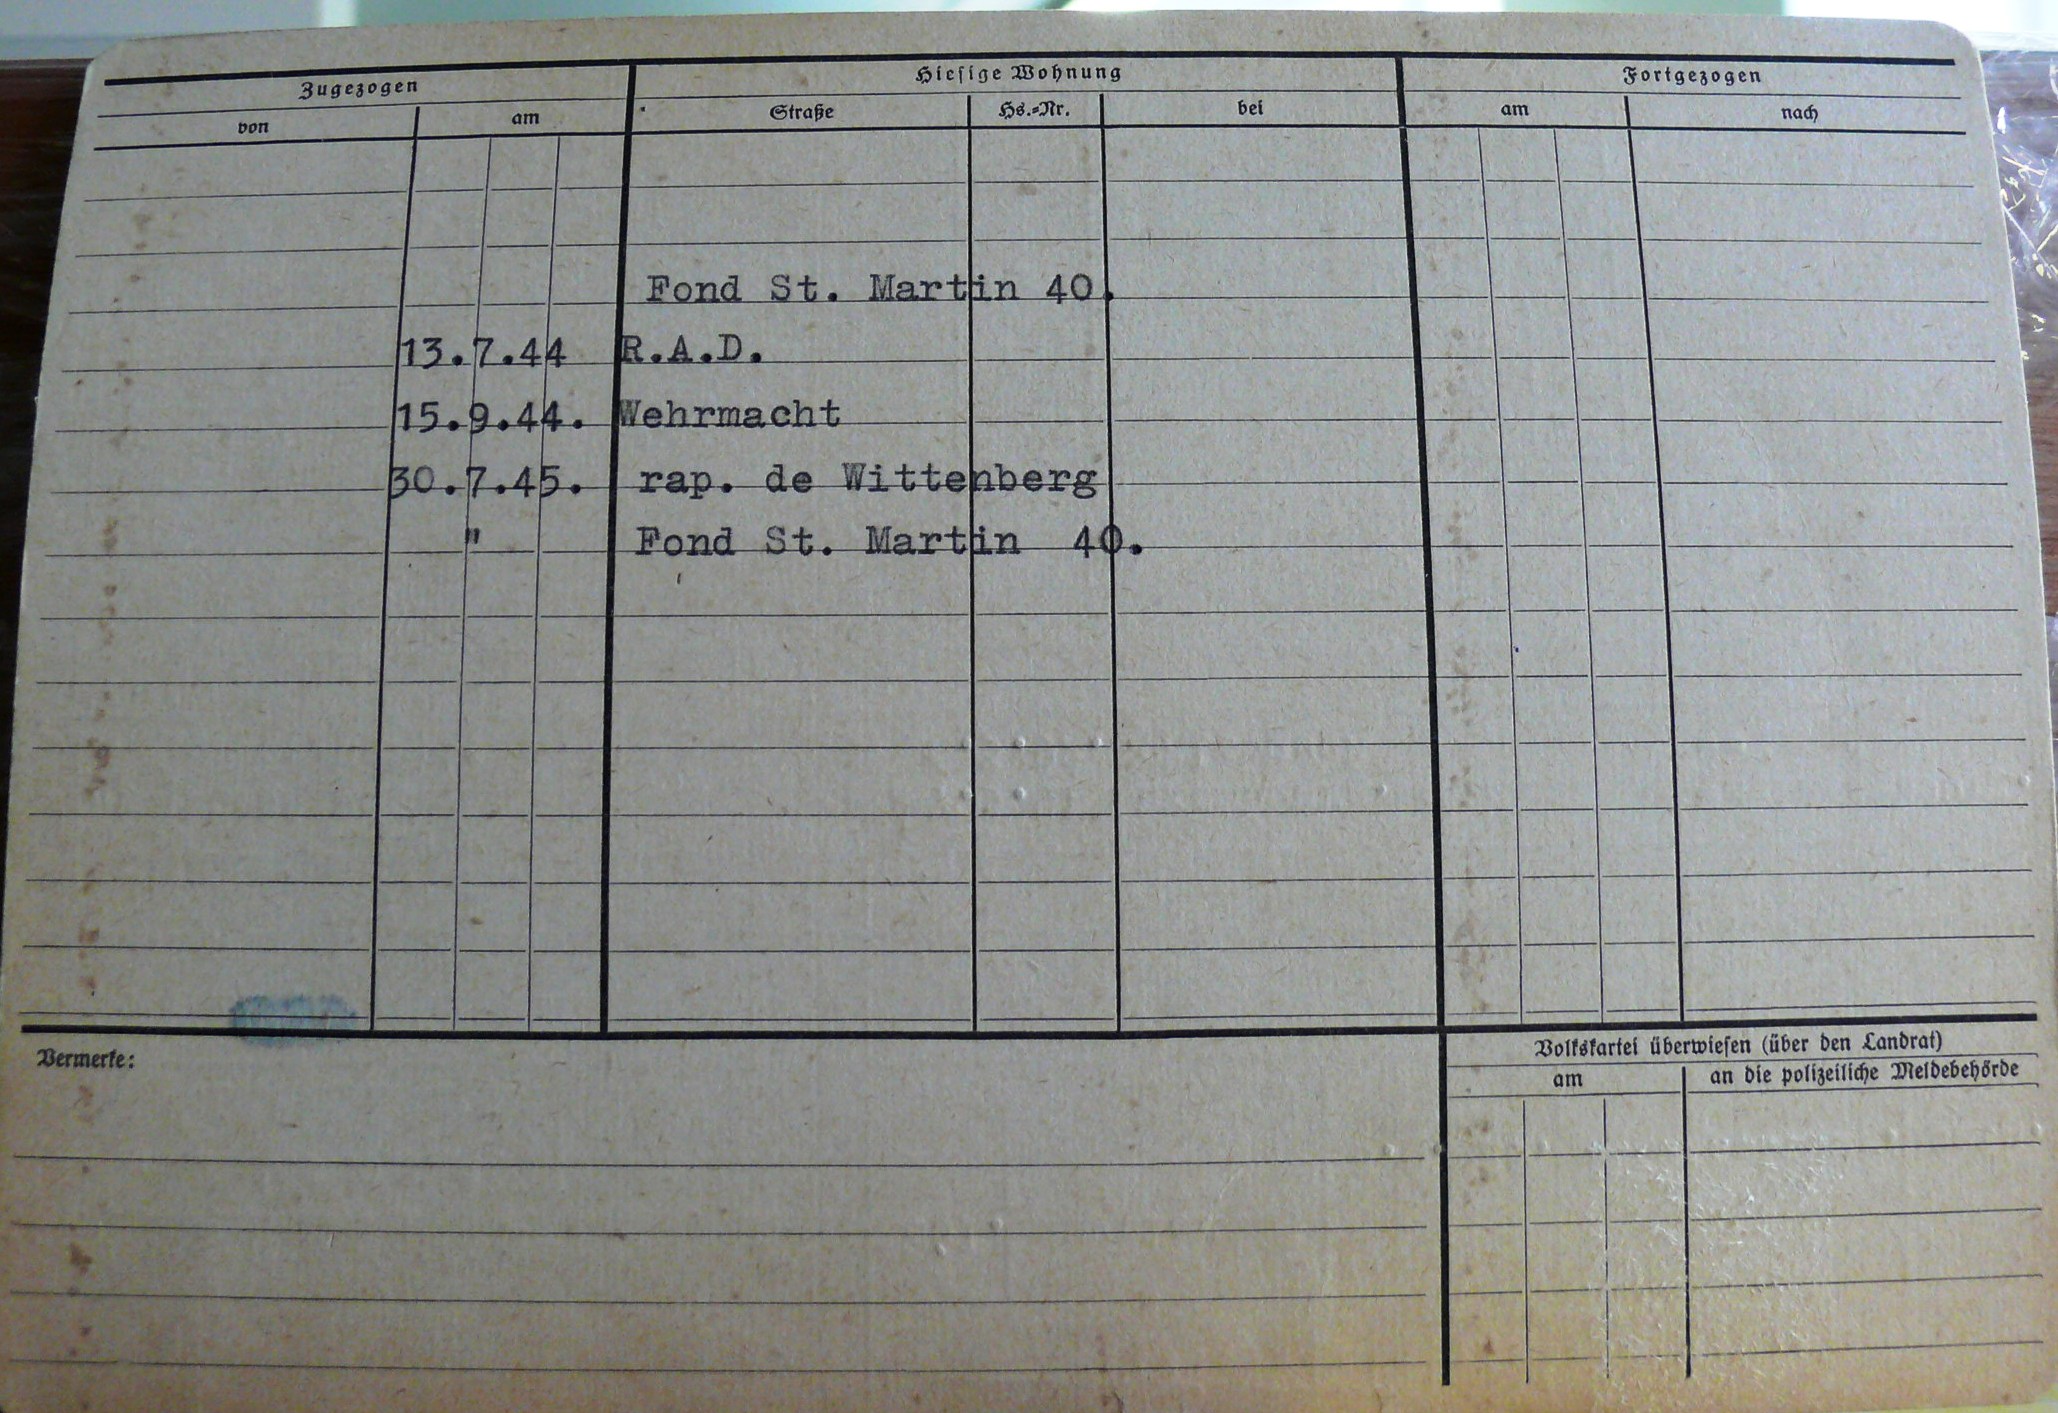 Zugezogen Hiesige Wohnung Fortgezogen
von am Straße Hs.-Nr. bei am nach
Fond St. Martin 40.
13.7.44 R.A.D.
15.9.44. Wehrmacht
30.7.45. rap. de Wittenberg
" Fond St. Martin 40.
Vermerke:
Volkskartei überwiesen (über den Landrat)
am an die polizeiliche Meldebehörde